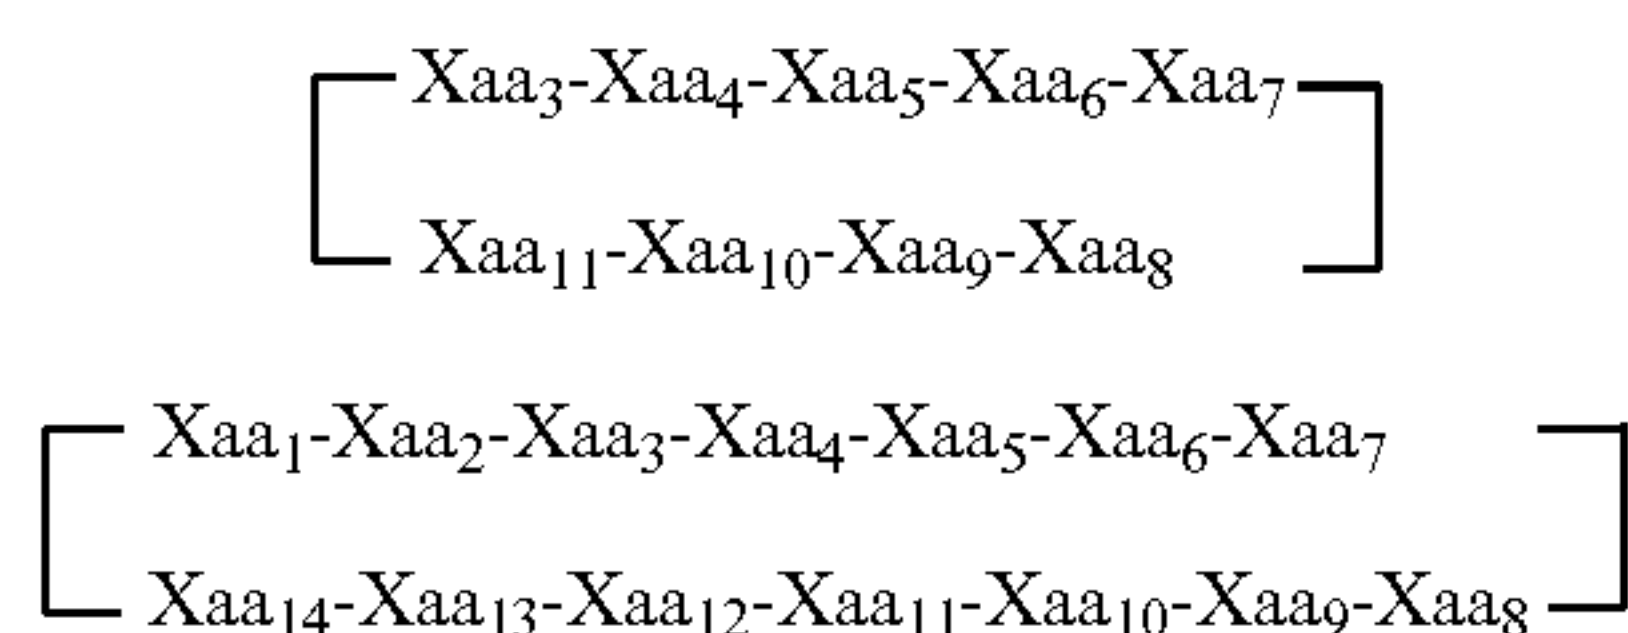 Xaa₃-Xaa₄-Xaa₅-Xaa₆-Xaa₇
Xaa₁₁-Xaa₁₀-Xaa₉-Xaa₈
Xaa₁-Xaa₂-Xaa₃-Xaa₄-Xaa₅-Xaa₆-Xaa₇
Xaa₁₄-Xaa₁₃-Xaa₁₂-Xaa₁₁-Xaa₁₀-Xaa₉-Xaa₈